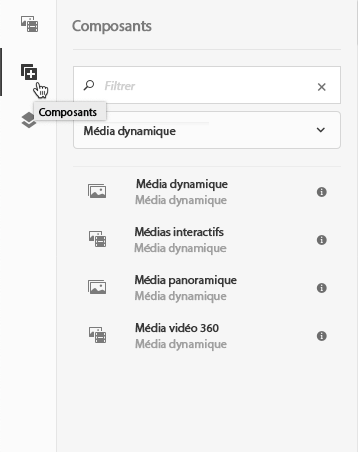 Composants
Filtrer
Composants
Média dynamique
Média dynamique
Média dynamique
Médias interactifs
Média dynamique
Média panoramique
Média dynamique
Média vidéo 360
Média dynamique